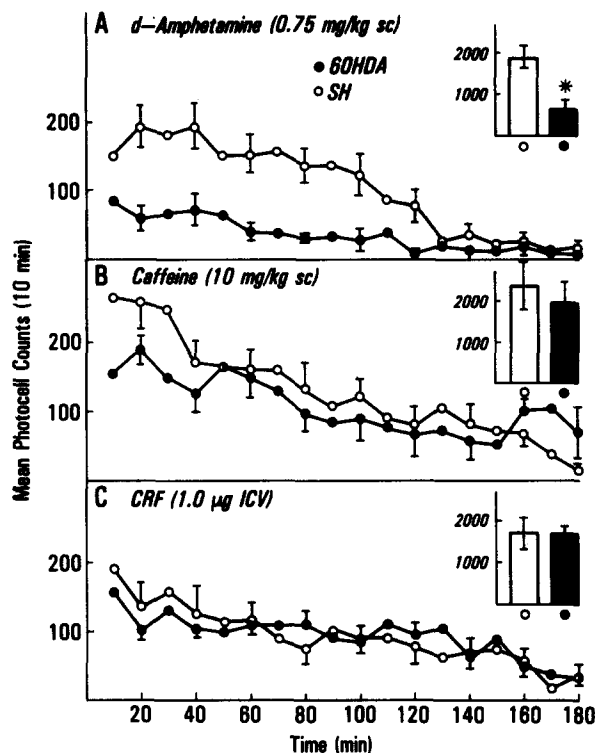 A d-Amphetamine (0.75 mg/kg sc)
● 6OHDA
○ SH
2000
1000
*
○ ●
200
100
B Caffeine (10 mg/kg sc)
2000
1000
○ ●
200
100
C CRF (1.0 µg ICV)
2000
1000
○ ●
200
100
20 40 60 80 100 120 140 160 180
Time (min)
Mean Photocell Counts (10 min)